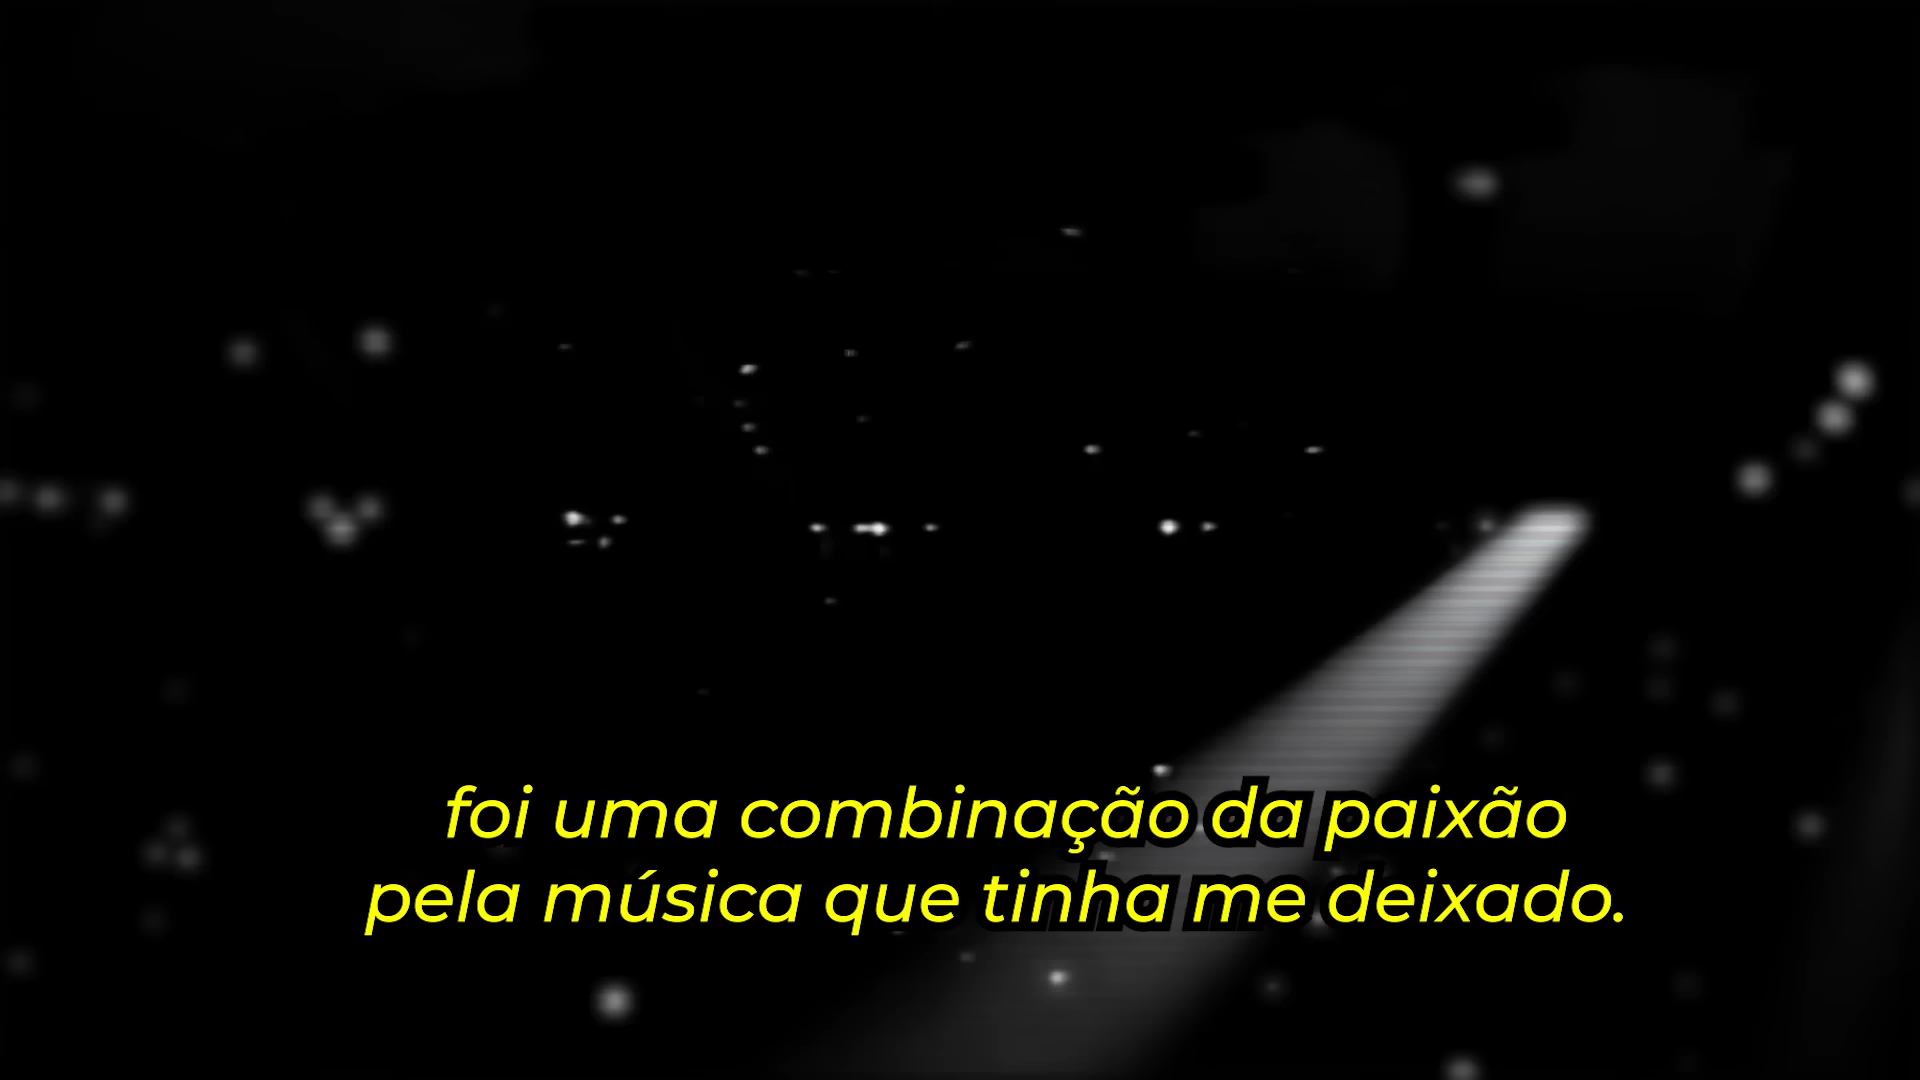 foi uma combinação da paixão
pela música que tinha me deixado.